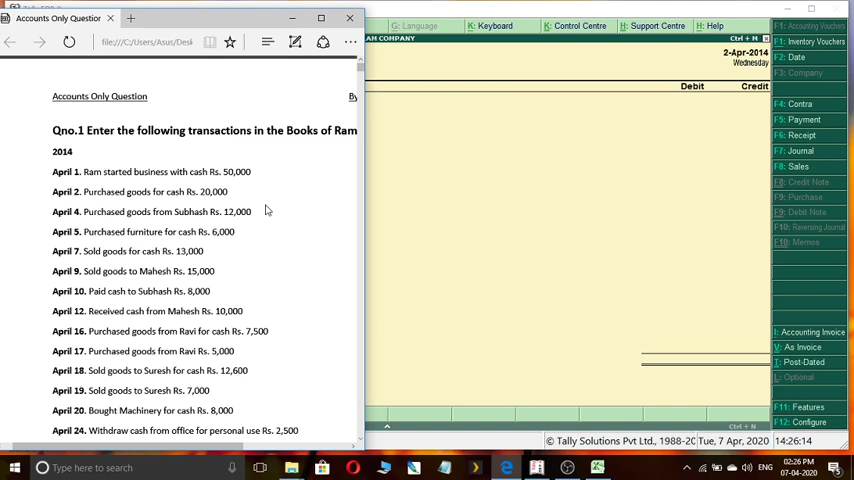 Accounts Only Question
file:///C:/Users/Asus/Desk
Accounts Only Question
By
Qno.1 Enter the following transactions in the Books of Ram
2014
April 1. Ram started business with cash Rs. 50,000
April 2. Purchased goods for cash Rs. 20,000
April 4. Purchased goods from Subhash Rs. 12,000
April 5. Purchased furniture for cash Rs. 6,000
April 7. Sold goods for cash Rs. 13,000
April 9. Sold goods to Mahesh Rs. 15,000
April 10. Paid cash to Subhash Rs. 8,000
April 12. Received cash from Mahesh Rs. 10,000
April 16. Purchased goods from Ravi for cash Rs. 7,500
April 17. Purchased goods from Ravi Rs. 5,000
April 18. Sold goods to Suresh for cash Rs. 12,600
April 19. Sold goods to Suresh Rs. 7,000
April 20. Bought Machinery for cash Rs. 8,000
April 24. Withdraw cash from office for personal use Rs. 2,500
G: Language
K: Keyboard
K: Control Centre
H: Support Centre
H: Help
AM COMPANY
Ctrl + M
2-Apr-2014
Wednesday
Debit
Credit
F1: Accounting Vouchers
F1: Inventory Vouchers
F2: Date
F3: Company
F4: Contra
F5: Payment
F6: Receipt
F7: Journal
F8: Sales
F8: Credit Note
F9: Purchase
F9: Debit Note
F10: Reversing Journal
F10: Memos
I: Accounting Invoice
V: As Invoice
T: Post-Dated
L: Optional
F11: Features
F12: Configure
Ctrl + N
© Tally Solutions Pvt Ltd., 1988-20
Tue, 7 Apr, 2020
14:26:14
Type here to search
ENG
02:26 PM
07-04-2020